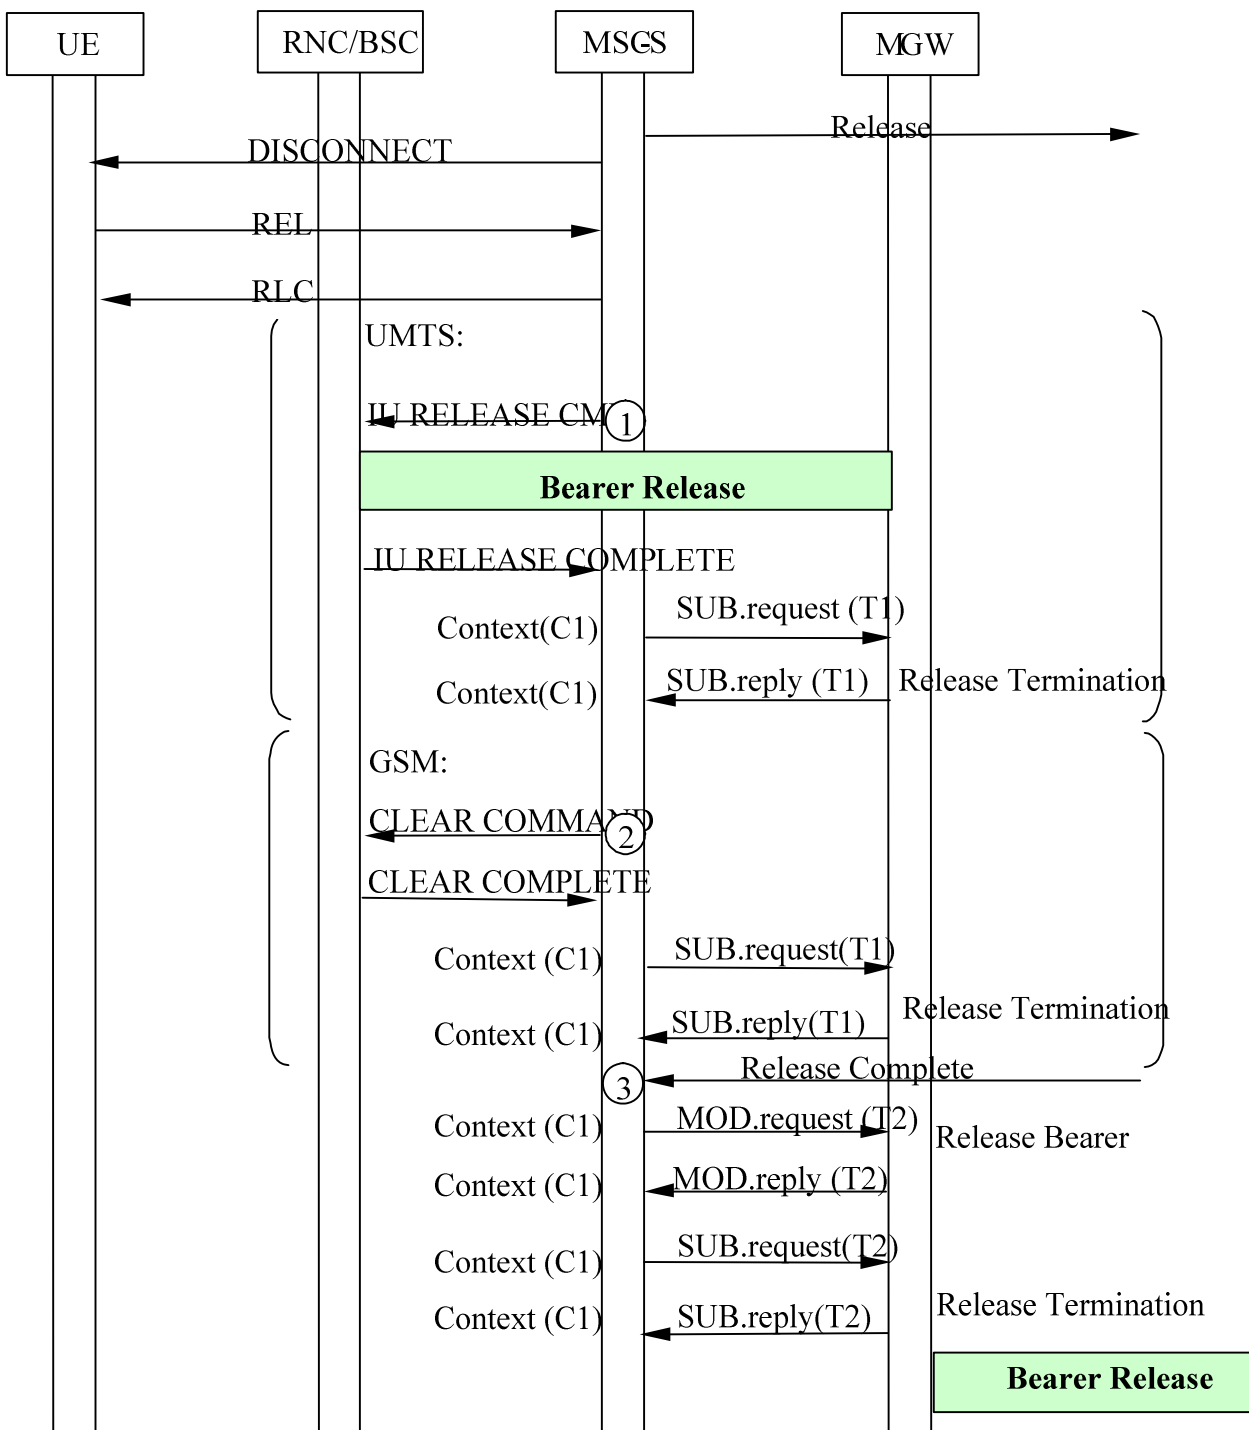 UE
RNC/BSC
MSC-S
MGW
Release
DISCONNECT
REL
RLC
UMTS:
IU RELEASE CM
1
Bearer Release
IU RELEASE COMPLETE
SUB.request (T1)
Context(C1)
SUB.reply (T1)
Release Termination
Context(C1)
GSM:
CLEAR COMMAND
2
CLEAR COMPLETE
SUB.request(T1)
Context (C1)
Release Termination
SUB.reply(T1)
Context (C1)
Release Complete
3
MOD.request (T2)
Context (C1)
Release Bearer
MOD.reply (T2)
Context (C1)
SUB.request(T2)
Context (C1)
Release Termination
SUB.reply(T2)
Context (C1)
Bearer Release